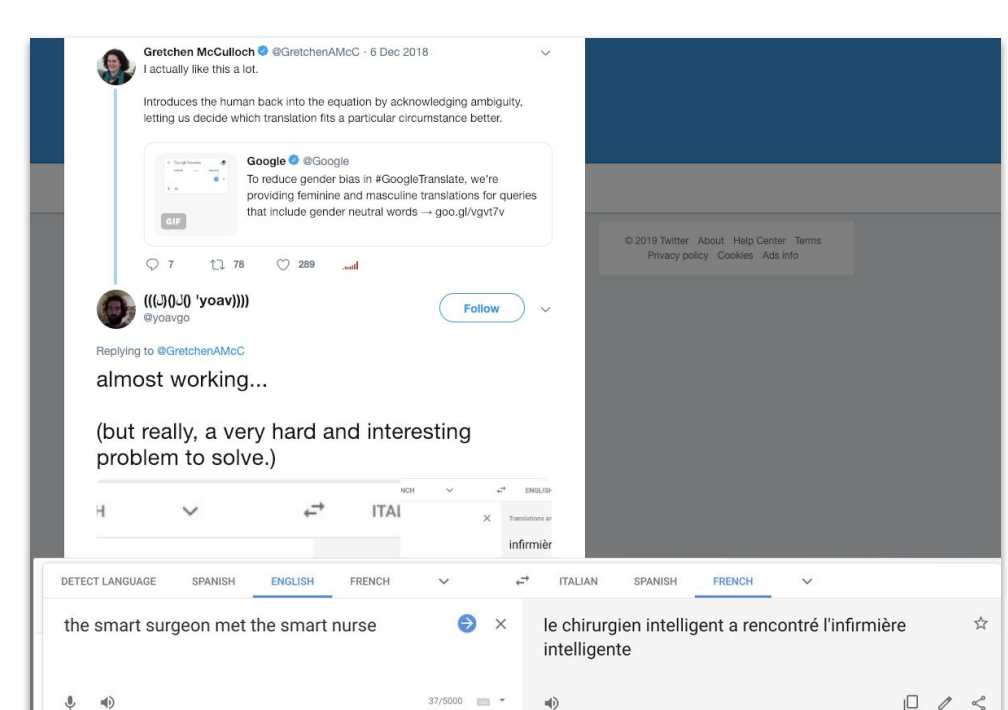 Gretchen McCulloch @GretchenAMcC · 6 Dec 2018
I actually like this a lot.
Introduces the human back into the equation by acknowledging ambiguity,
letting us decide which translation fits a particular circumstance better.
Google @Google
To reduce gender bias in #GoogleTranslate, we're
providing feminine and masculine translations for queries
that include gender neutral words → goo.gl/vgvt7v
GIF
7 78 289
© 2019 Twitter About Help Center Terms
Privacy policy Cookies Ads info
(((ل()(ل() 'yoav))))
@yoavgo
Follow
Replying to @GretchenAMcC
almost working...
(but really, a very hard and interesting
problem to solve.)
NCH ENGLISH
H ITAL
Translations ar
infirmièr
DETECT LANGUAGE SPANISH ENGLISH FRENCH ITALIAN SPANISH FRENCH
the smart surgeon met the smart nurse
le chirurgien intelligent a rencontré l'infirmière
intelligente
37/5000